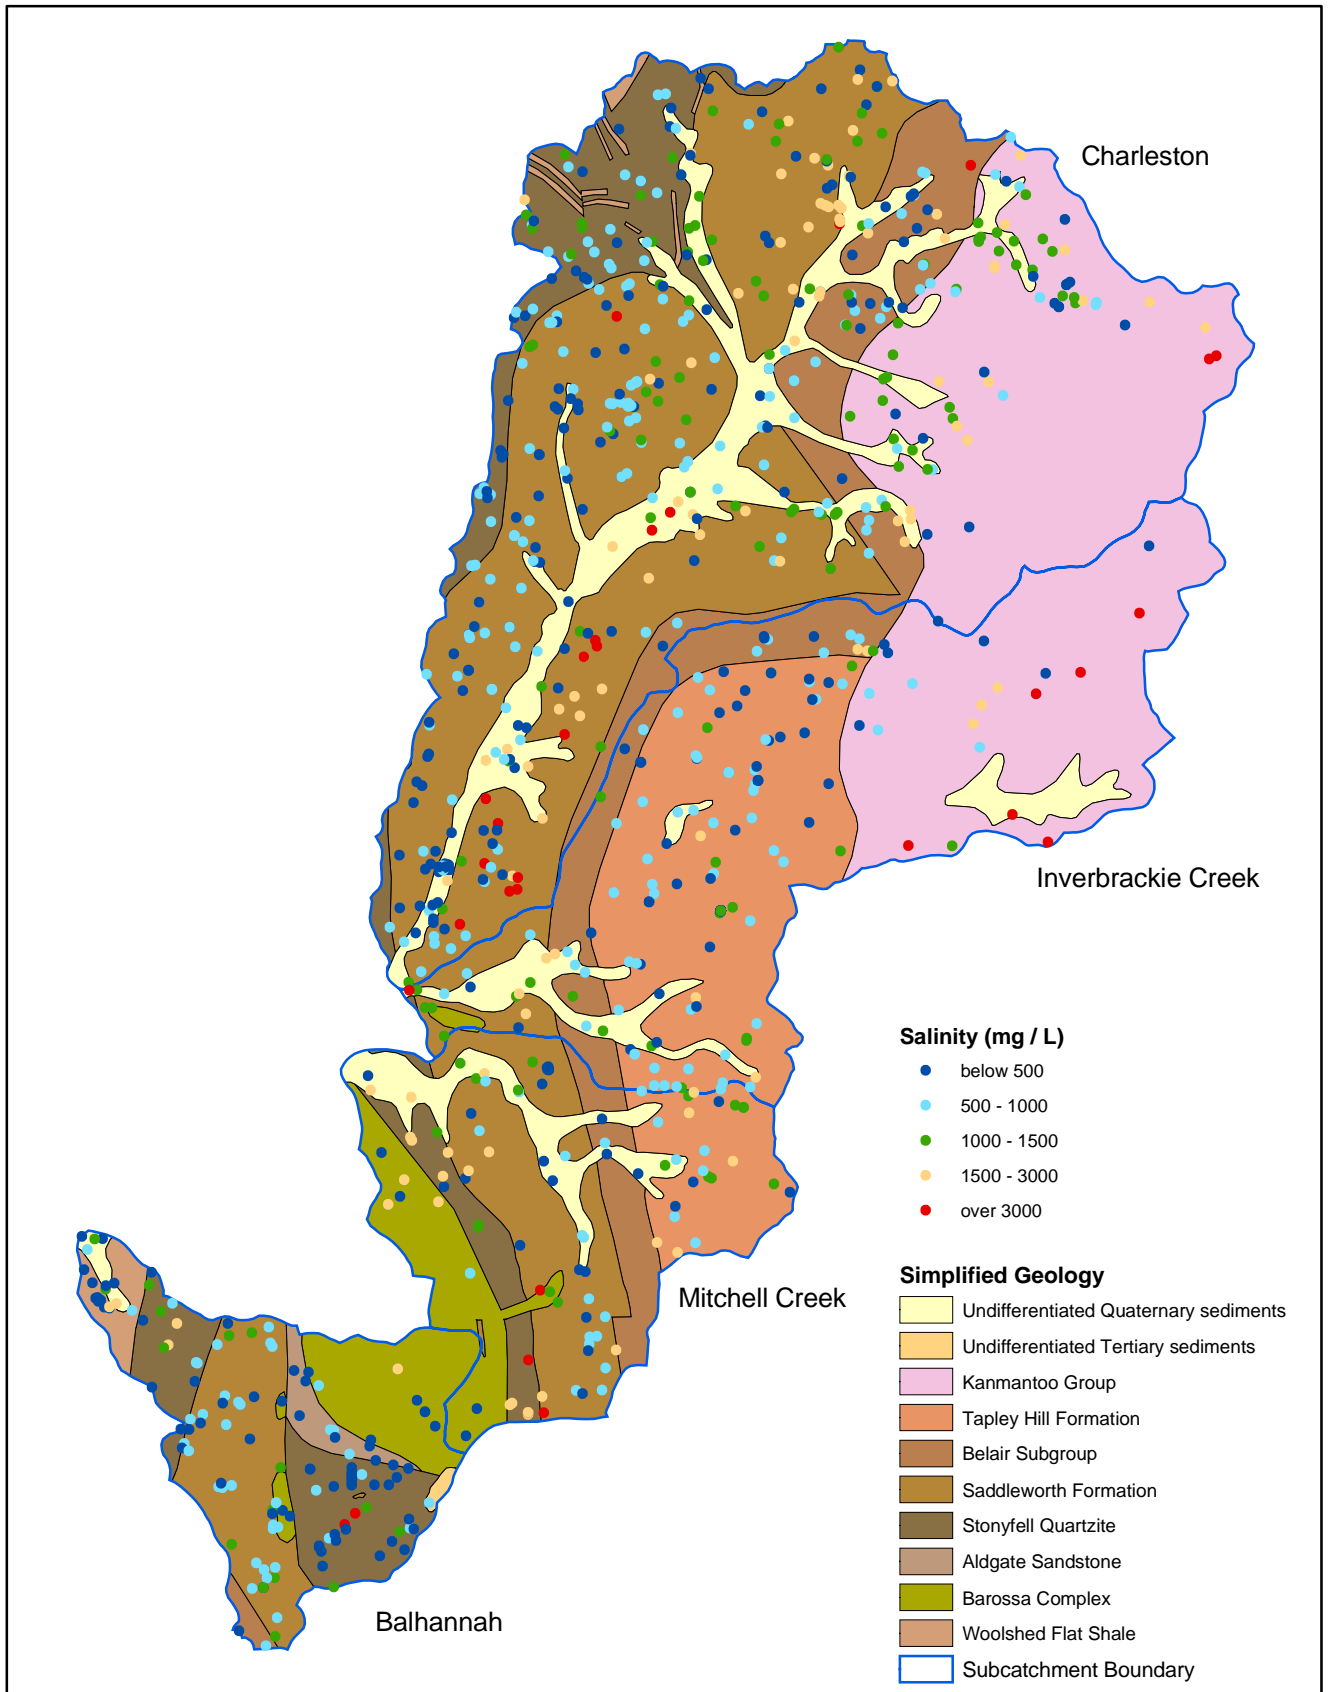 Charleston
Inverbrackie Creek
Salinity (mg / L)
below 500
500 - 1000
1000 - 1500
1500 - 3000
over 3000
Simplified Geology
Mitchell Creek
Undifferentiated Quaternary sediments
Undifferentiated Tertiary sediments
Kanmantoo Group
Tapley Hill Formation
Belair Subgroup
Saddleworth Formation
Stonyfell Quartzite
Aldgate Sandstone
Barossa Complex
Balhannah
Woolshed Flat Shale
Subcatchment Boundary